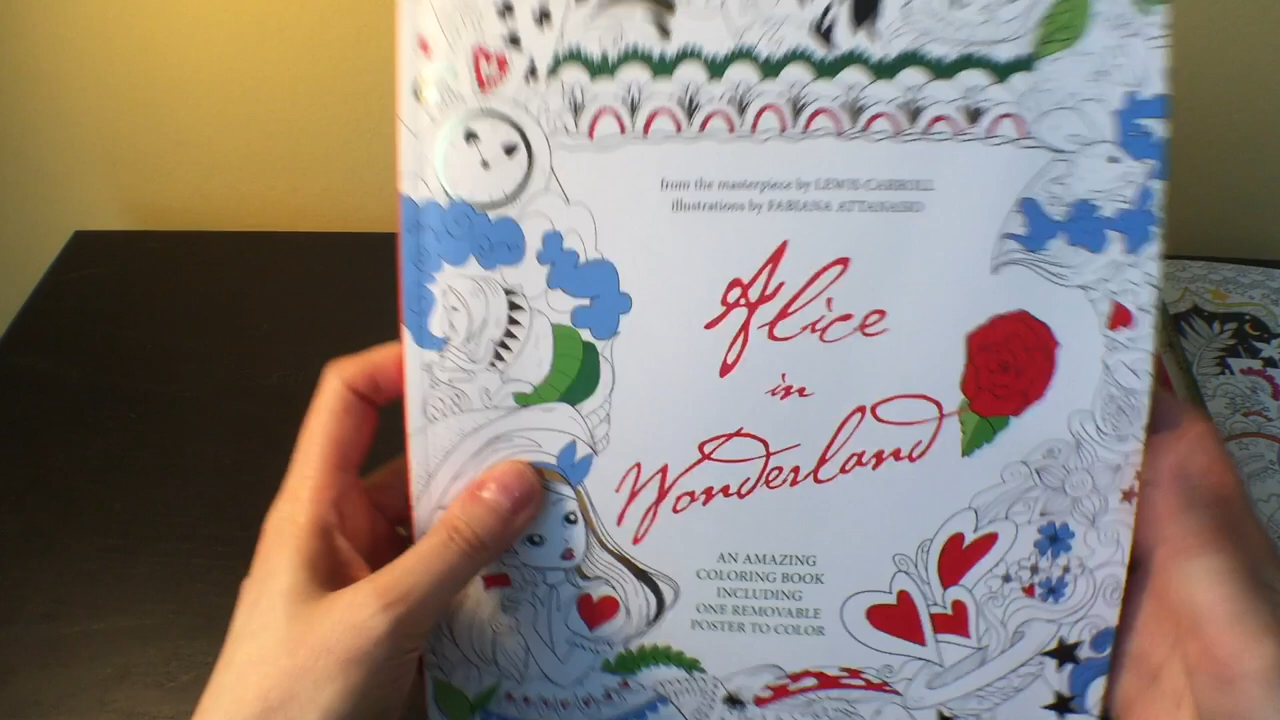 from the masterpiece by LEWIS CARROLL
illustrations by FABIANA ATTANASIO
Alice
in
Wonderland
AN AMAZING
COLORING BOOK
INCLUDING
ONE REMOVABLE
POSTER TO COLOR